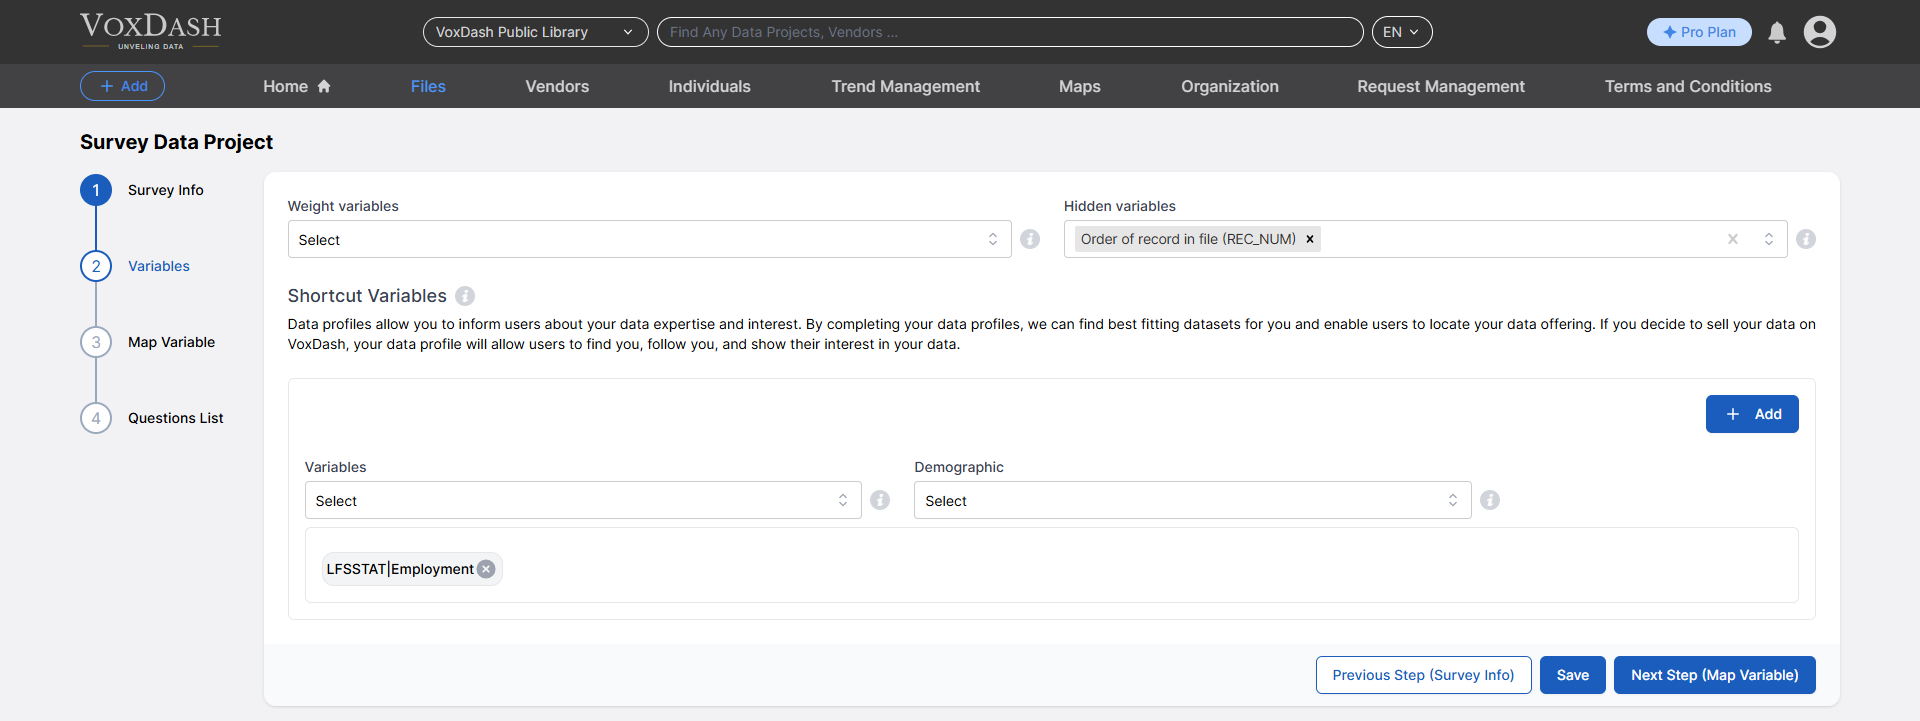 VOXDASH
UNVELING DATA
VoxDash Public Library
Find Any Data Projects, Vendors ...
EN
Pro Plan
Add
Home
Files
Vendors
Individuals
Trend Management
Maps
Organization
Request Management
Terms and Conditions
Survey Data Project
1 Survey Info
2 Variables
3 Map Variable
4 Questions List
Weight variables
Select
Hidden variables
Order of record in file (REC_NUM)
Shortcut Variables
Data profiles allow you to inform users about your data expertise and interest. By completing your data profiles, we can find best fitting datasets for you and enable users to locate your data offering. If you decide to sell your data on
VoxDash, your data profile will allow users to find you, follow you, and show their interest in your data.
Add
Variables
Select
Demographic
Select
LFSSTAT|Employment
Previous Step (Survey Info)
Save
Next Step (Map Variable)